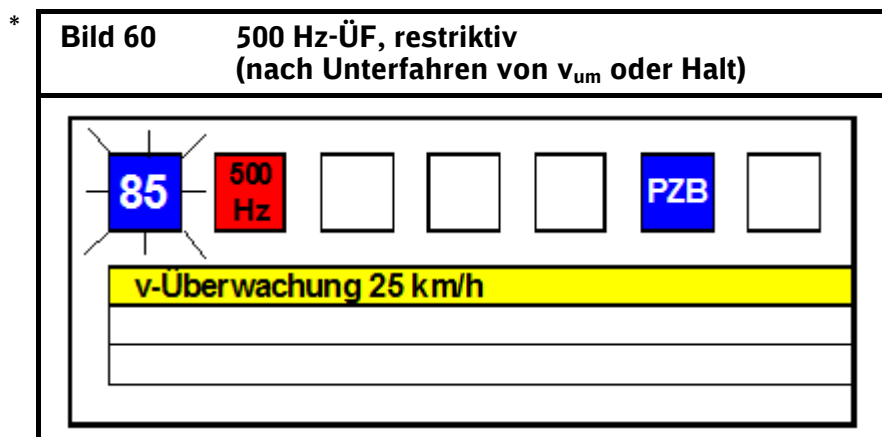 *
Bild 60 500 Hz-ÜF, restriktiv
(nach Unterfahren von vum oder Halt)
85 500 Hz PZB
v-Überwachung 25 km/h